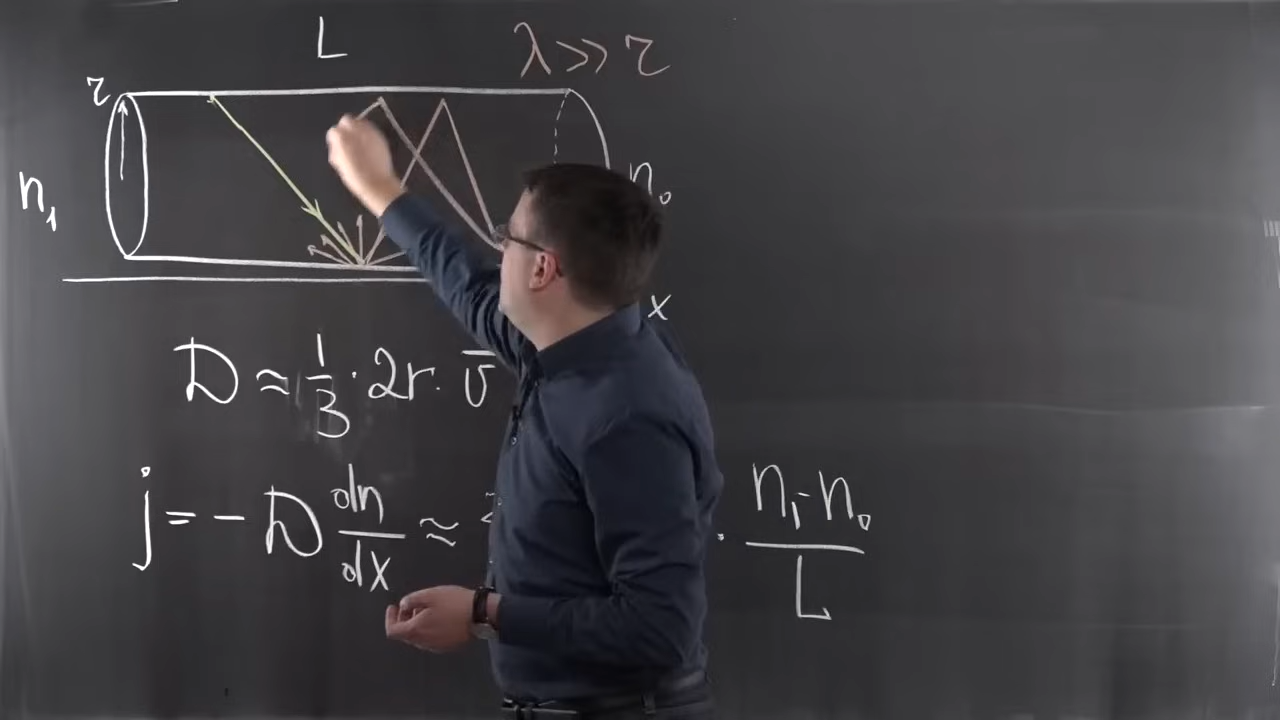 L
λ >> r
r
n₁
n₀
x
D ≈ 1/3 · 2r · v̄
j = - D dn/dx ≈ · (n₁-n₀)/L